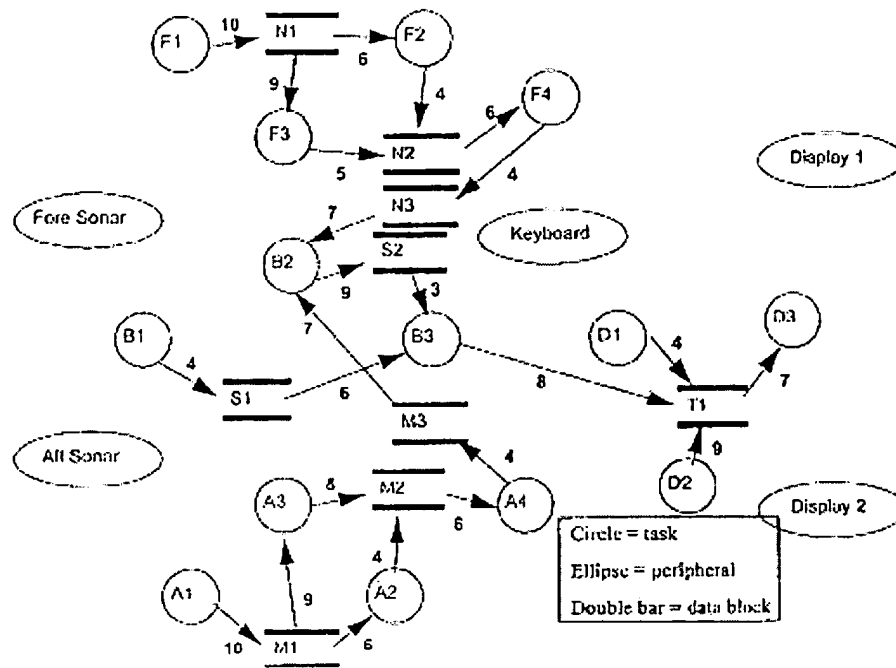 F1
10
N1
6
F2
9
4
F3
5
N2
6
F4
4
Display 1
Fore Sonar
7
N3
Keyboard
B2
9
S2
3
B1
4
7
B3
D1
4
D3
S1
6
8
T1
7
M3
Aft Sonar
4
9
A3
8
M2
6
A4
D2
Display 2
Circle = task
Ellipse = peripheral
Double bar = data block
A1
9
4
A2
10
M1
6